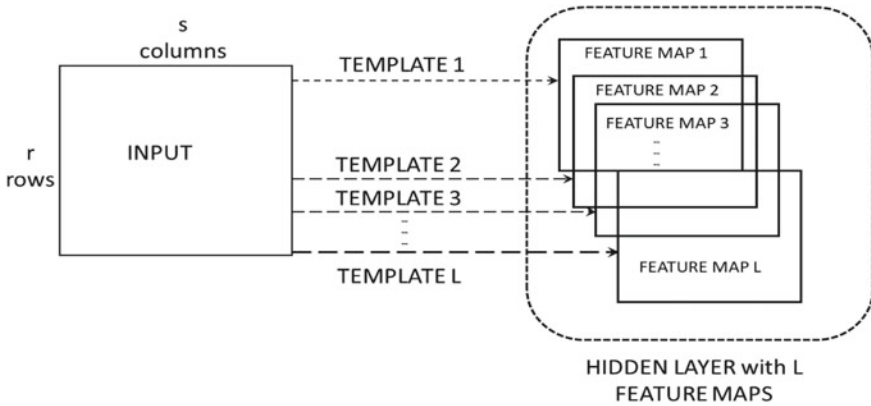 s
columns
r
rows
INPUT
TEMPLATE 1
TEMPLATE 2
TEMPLATE 3
...
TEMPLATE L
FEATURE MAP 1
FEATURE MAP 2
FEATURE MAP 3
...
FEATURE MAP L
HIDDEN LAYER with L
FEATURE MAPS